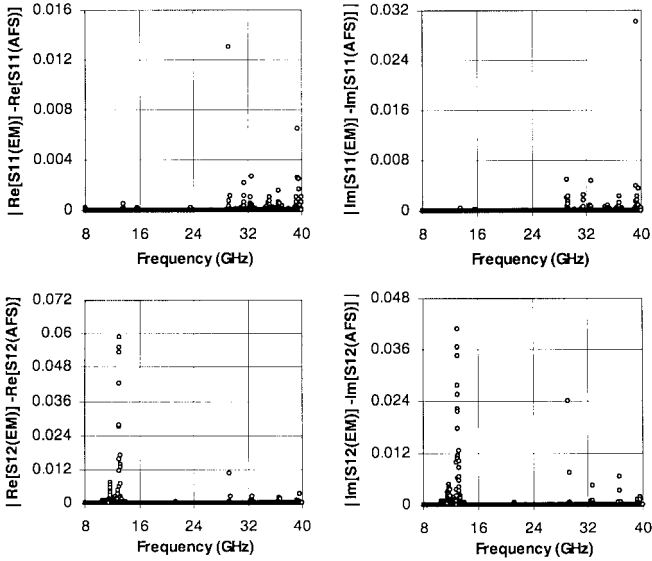 | Re[S11(EM)] -Re[S11(AFS)] |
0.016
0.012
0.008
0.004
0
8 16 24 32 40
Frequency (GHz)
| Im[S11(EM)] -Im[S11(AFS)] |
0.032
0.024
0.016
0.008
0
8 16 24 32 40
Frequency (GHz)
| Re[S12(EM)] -Re[S12(AFS)] |
0.072
0.06
0.048
0.036
0.024
0.012
0
8 16 24 32 40
Frequency (GHz)
| Im[S12(EM)] -Im[S12(AFS)] |
0.048
0.036
0.024
0.012
0
8 16 24 32 40
Frequency (GHz)